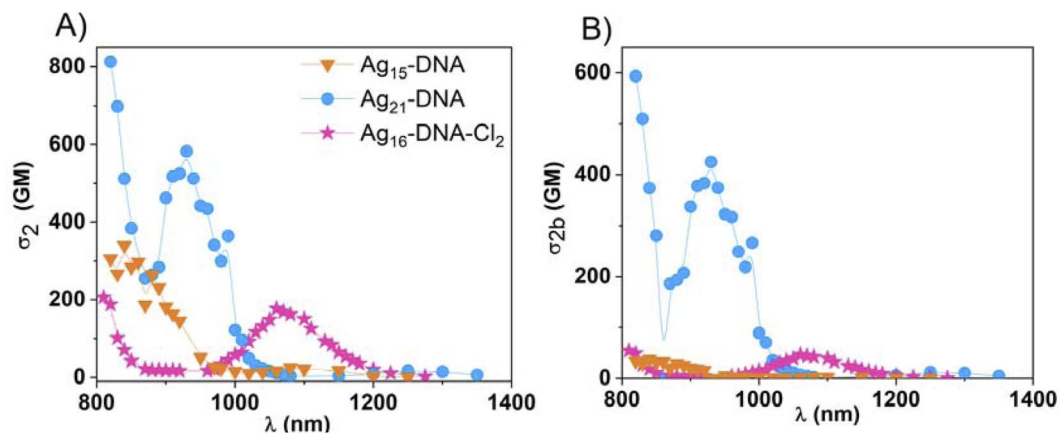 A)
800
600
400
200
0
σ₂ (GM)
800 1000 1200 1400
λ (nm)
Ag₁₅-DNA
Ag₂₁-DNA
Ag₁₆-DNA-Cl₂
B)
600
400
200
0
σ₂b (GM)
800 1000 1200 1400
λ (nm)